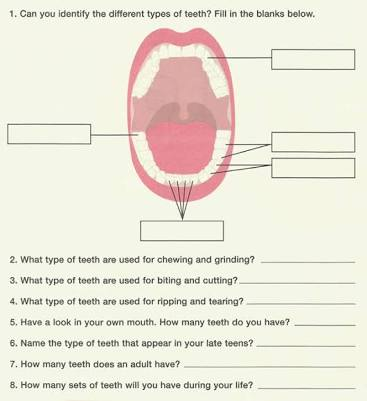 1. Can you identify the different types of teeth? Fill in the blanks below.
2. What type of teeth are used for chewing and grinding?
3. What type of teeth are used for biting and cutting?
4. What type of teeth are used for ripping and tearing?
5. Have a look in your own mouth. How many teeth do you have?
6. Name the type of teeth that appear in your late teens?
7. How many teeth does an adult have?
8. How many sets of teeth will you have during your life?